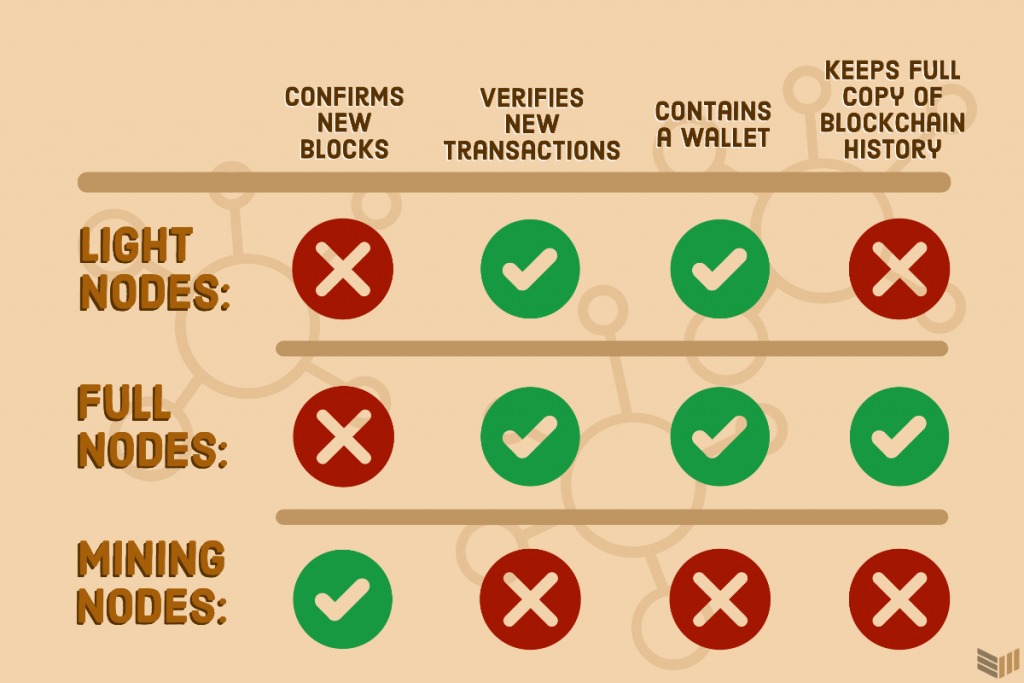 CONFIRMS
NEW
BLOCKS
VERIFIES
NEW
TRANSACTIONS
CONTAINS
A WALLET
KEEPS FULL
COPY OF
BLOCKCHAIN
HISTORY
LIGHT
NODES:
FULL
NODES:
MINING
NODES: